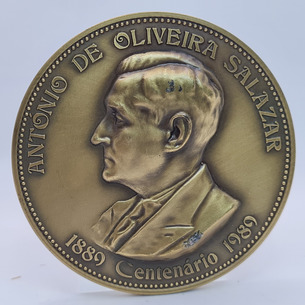 ANTONIO DE OLIVEIRA SALAZAR
1889 Centenário 1989